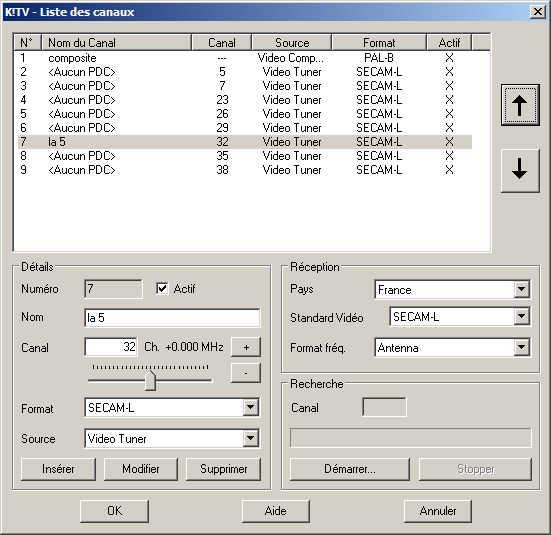 K!TV - Liste des canaux
N° Nom du Canal Canal Source Format Actif
1 composite --- Video Comp... PAL-B X
2 <Aucun PDC> 5 Video Tuner SECAM-L X
3 <Aucun PDC> 7 Video Tuner SECAM-L X
4 <Aucun PDC> 23 Video Tuner SECAM-L X
5 <Aucun PDC> 26 Video Tuner SECAM-L X
6 <Aucun PDC> 29 Video Tuner SECAM-L X
7 la 5 32 Video Tuner SECAM-L X
8 <Aucun PDC> 35 Video Tuner SECAM-L X
9 <Aucun PDC> 38 Video Tuner SECAM-L X
Détails
Numéro 7 Actif
Nom la 5
Canal 32 Ch. +0.000 MHz +
-
Format SECAM-L
Source Video Tuner
Insérer Modifier Supprimer
Réception
Pays France
Standard Vidéo SECAM-L
Format fréq. Antenna
Recherche
Canal
Démarrer... Stopper
OK Aide Annuler